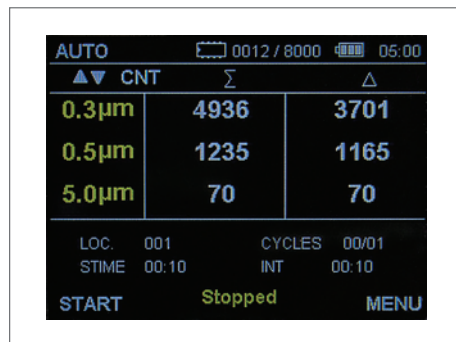 AUTO 0012 / 8000 05:00
▲▼ CNT Σ Δ
0.3µm 4936 3701
0.5µm 1235 1165
5.0µm 70 70
LOC. 001 CYCLES 00/01
STIME 00:10 INT 00:10
START Stopped MENU